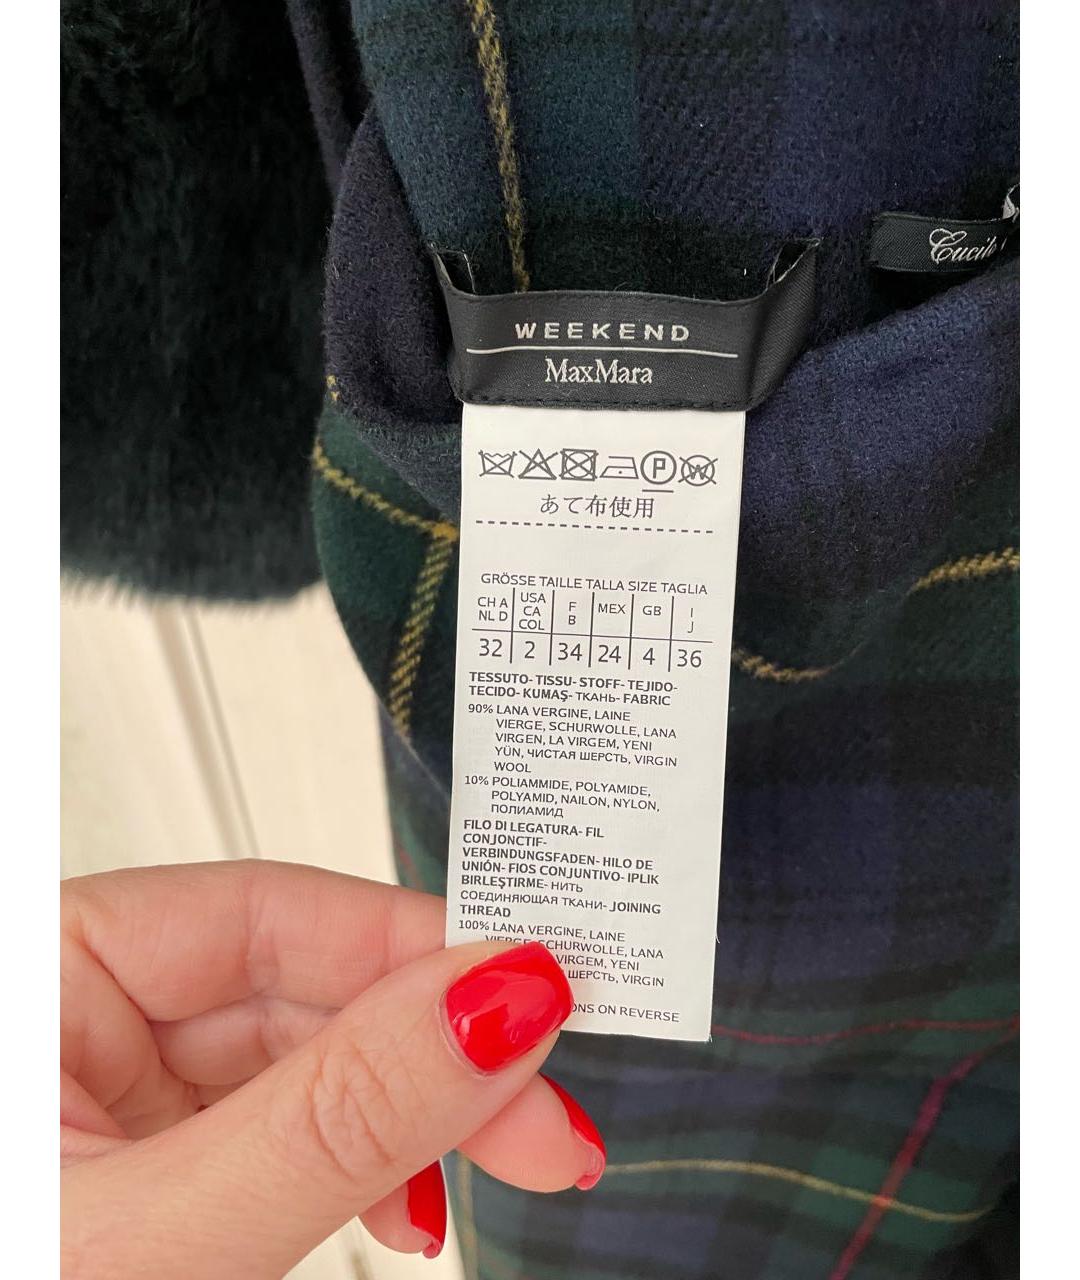 Cucito
WEEKEND
MaxMara
P W
あて布使用
GRÖSSE TAILLE TALLA SIZE TAGLIA
CH A NL D USA CA COL F B MEX GB I J
32 2 34 24 4 36
TESSUTO- TISSU- STOFF- TEJIDO-
TECIDO- KUMAŞ- ТКАНЬ- FABRIC
90% LANA VERGINE, LAINE
VIERGE, SCHURWOLLE, LANA
VIRGEN, LA VIRGEM, YENI
YÜN, ЧИСТАЯ ШЕРСТЬ, VIRGIN
WOOL
10% POLIAMMIDE, POLYAMIDE,
POLYAMID, NAILON, NYLON,
ПОЛИАМИД
FILO DI LEGATURA- FIL
CONJONCTIF-
VERBINDUNGSFADEN- HILO DE
UNIÓN- FIOS CONJUNTIVO- IPLIK
BIRLEŞTIRME- НИТЬ
СОЕДИНЯЮЩАЯ ТКАНИ- JOINING
THREAD
100% LANA VERGINE, LAINE
VIERGE, SCHURWOLLE, LANA
VIRGEM, YENI
ШЕРСТЬ, VIRGIN
ONS ON REVERSE